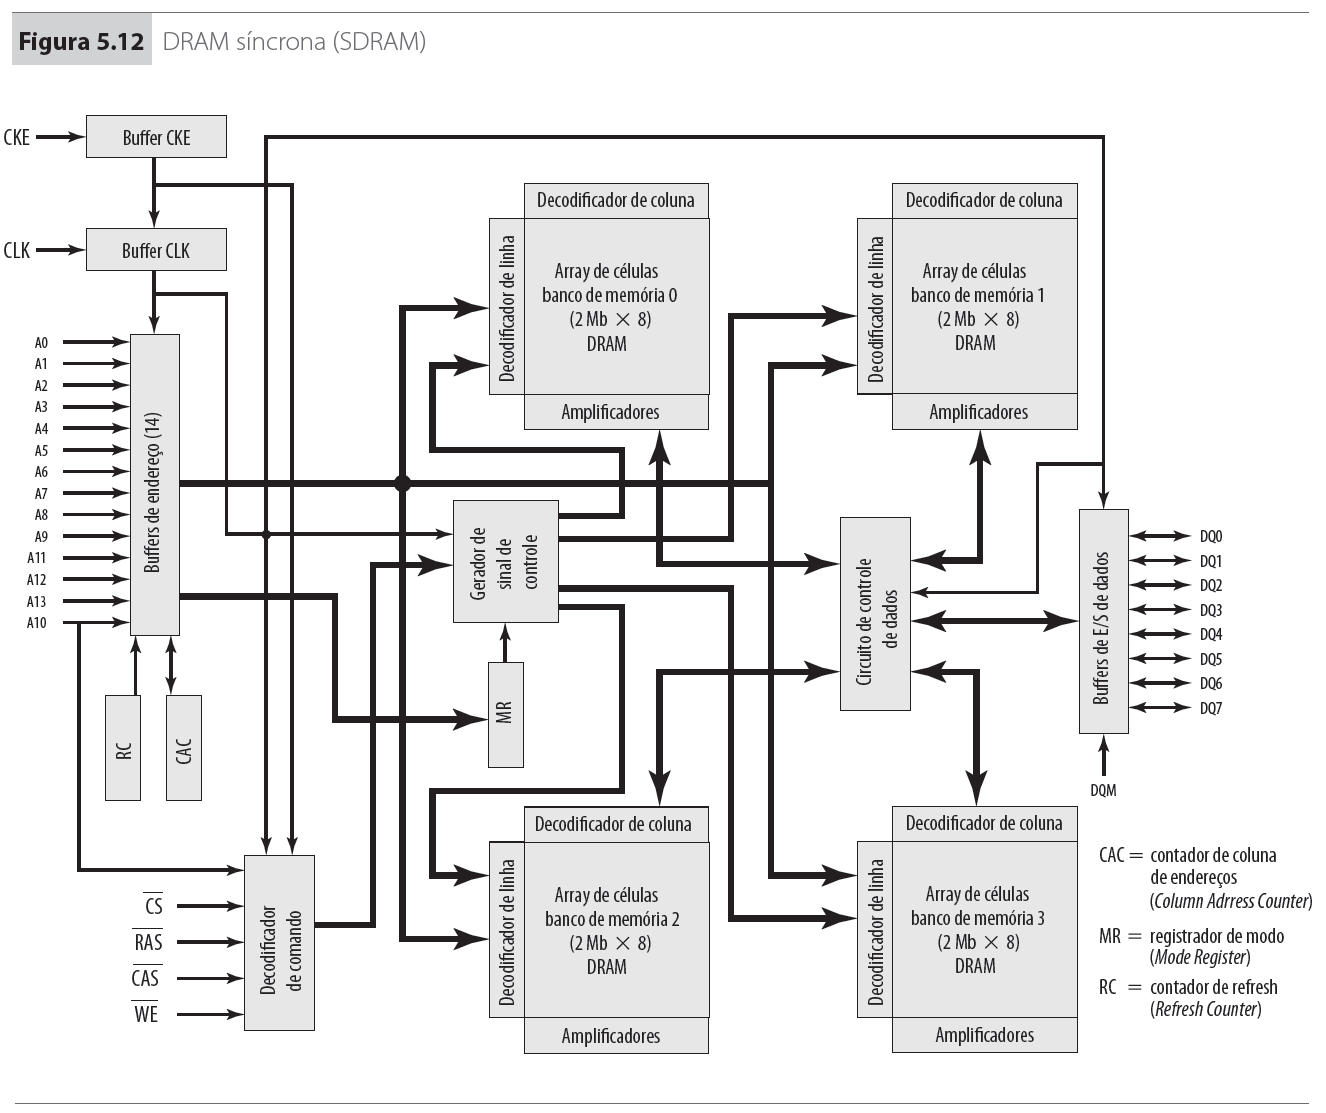 Figura 5.12 DRAM síncrona (SDRAM)
CKE
Buffer CKE
CLK
Buffer CLK
A0
A1
A2
A3
A4
A5
A6
A7
A8
A9
A11
A12
A13
A10
Buffers de endereço (14)
RC
CAC
CS
RAS
CAS
WE
Decodificador
de comando
Gerador de
sinal de
controle
MR
Decodificador de coluna
Decodificador de linha
Array de células
banco de memória 0
(2 Mb × 8)
DRAM
Amplificadores
Decodificador de coluna
Decodificador de linha
Array de células
banco de memória 1
(2 Mb × 8)
DRAM
Amplificadores
Decodificador de coluna
Decodificador de linha
Array de células
banco de memória 2
(2 Mb × 8)
DRAM
Amplificadores
Decodificador de coluna
Decodificador de linha
Array de células
banco de memória 3
(2 Mb × 8)
DRAM
Amplificadores
Circuito de controle
de dados
Buffers de E/S de dados
DQ0
DQ1
DQ2
DQ3
DQ4
DQ5
DQ6
DQ7
DQM
CAC = contador de coluna
de endereços
(Column Adrress Counter)
MR = registrador de modo
(Mode Register)
RC = contador de refresh
(Refresh Counter)